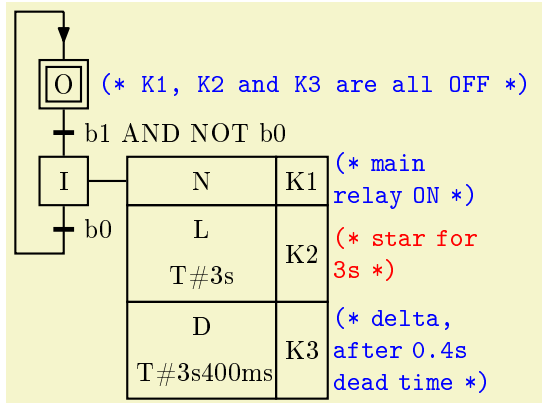 O (* K1, K2 and K3 are all OFF *)
b1 AND NOT b0
I N K1 (* main
relay ON *)
b0
L
T#3s
K2
(* star for
3s *)
D
T#3s400ms
K3
(* delta,
after 0.4s
dead time *)